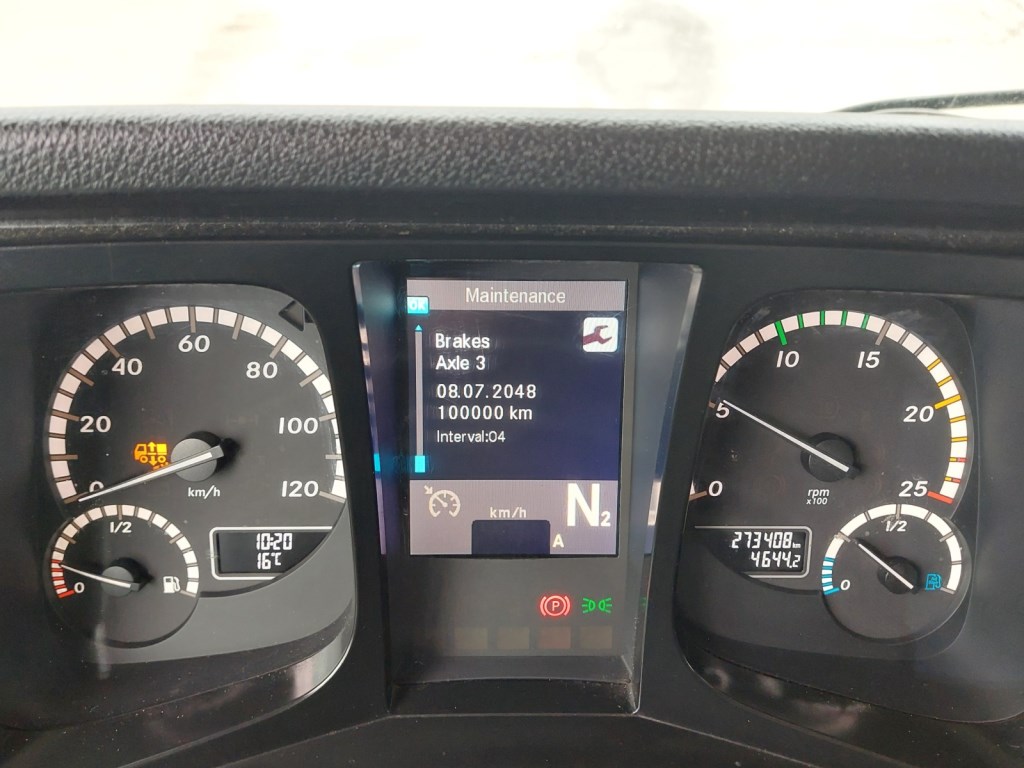 Maintenance
OK
Brakes
Axle 3
08.07.2048
100000 km
Interval:04
km/h
N2
A
0
20
40
60
80
100
120
km/h
0
1/2
10:20
16°C
0
5
10
15
20
25
rpm
x100
273408 km
4644.2
0
1/2
P